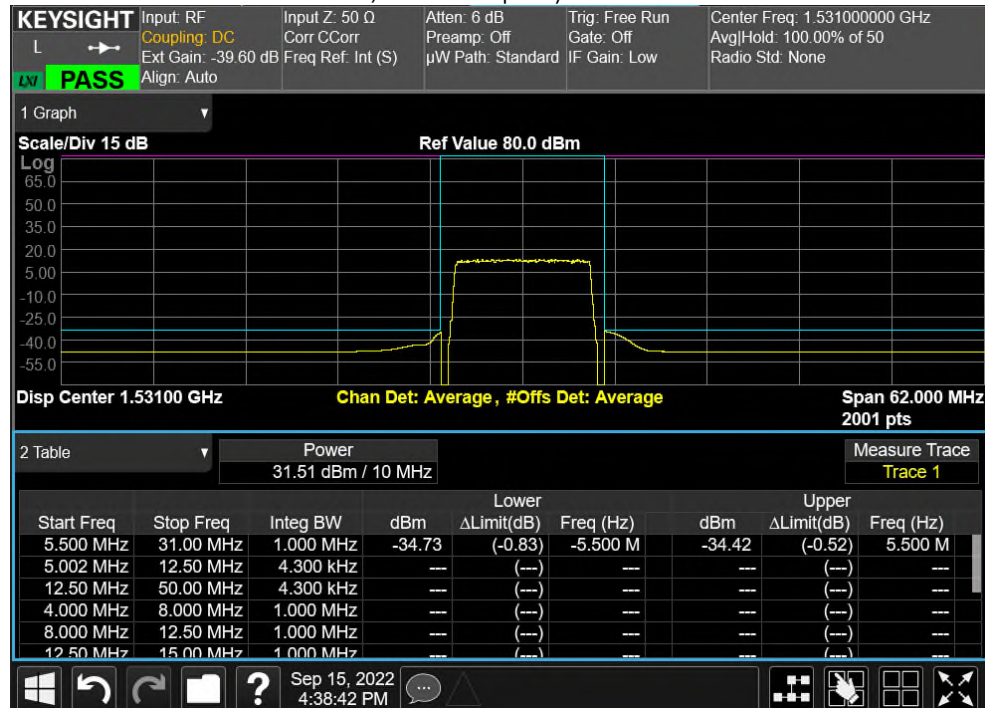 KEYSIGHT Input: RF Input Z: 50 Ω Atten: 6 dB Trig: Free Run Center Freq: 1.531000000 GHz
L Coupling: DC Corr CCorr Preamp: Off Gate: Off Avg|Hold: 100.00% of 50
Ext Gain: -39.60 dB Freq Ref: Int (S) µW Path: Standard IF Gain: Low Radio Std: None
LXI PASS Align: Auto
1 Graph
Scale/Div 15 dB Ref Value 80.0 dBm
Log
65.0
50.0
35.0
20.0
5.00
-10.0
-25.0
-40.0
-55.0
Disp Center 1.53100 GHz Chan Det: Average, #Offs Det: Average Span 62.000 MHz
2001 pts
2 Table Power Measure Trace
31.51 dBm / 10 MHz Trace 1
Lower Upper
Start Freq Stop Freq Integ BW dBm ΔLimit(dB) Freq (Hz) dBm ΔLimit(dB) Freq (Hz)
5.500 MHz 31.00 MHz 1.000 MHz -34.73 (-0.83) -5.500 M -34.42 (-0.52) 5.500 M
5.002 MHz 12.50 MHz 4.300 kHz --- (---) --- --- (---) ---
12.50 MHz 50.00 MHz 4.300 kHz --- (---) --- --- (---) ---
4.000 MHz 8.000 MHz 1.000 MHz --- (---) --- --- (---) ---
8.000 MHz 12.50 MHz 1.000 MHz --- (---) --- --- (---) ---
12.50 MHz 15.00 MHz 1.000 MHz --- (---) --- --- (---) ---
? Sep 15, 2022
4:38:42 PM